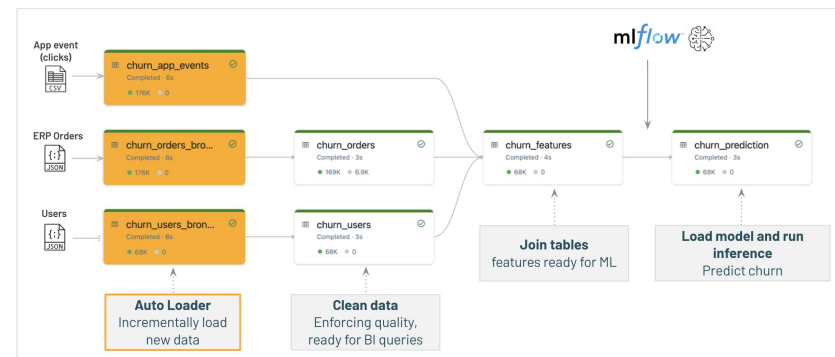 mlflow
App event
(clicks)
CSV
churn_app_events
Completed · 6s
176K 0
ERP Orders
{:}
JSON
churn_orders_bro...
Completed · 6s
176K 0
churn_orders
Completed · 3s
169K 6.9K
churn_features
Completed · 4s
68K 0
churn_prediction
Completed · 3s
68K 0
Users
{:}
JSON
churn_users_bron...
Completed · 6s
68K 0
churn_users
Completed · 3s
68K 0
Join tables
features ready for ML
Load model and run
inference
Predict churn
Auto Loader
Incrementally load
new data
Clean data
Enforcing quality,
ready for BI queries